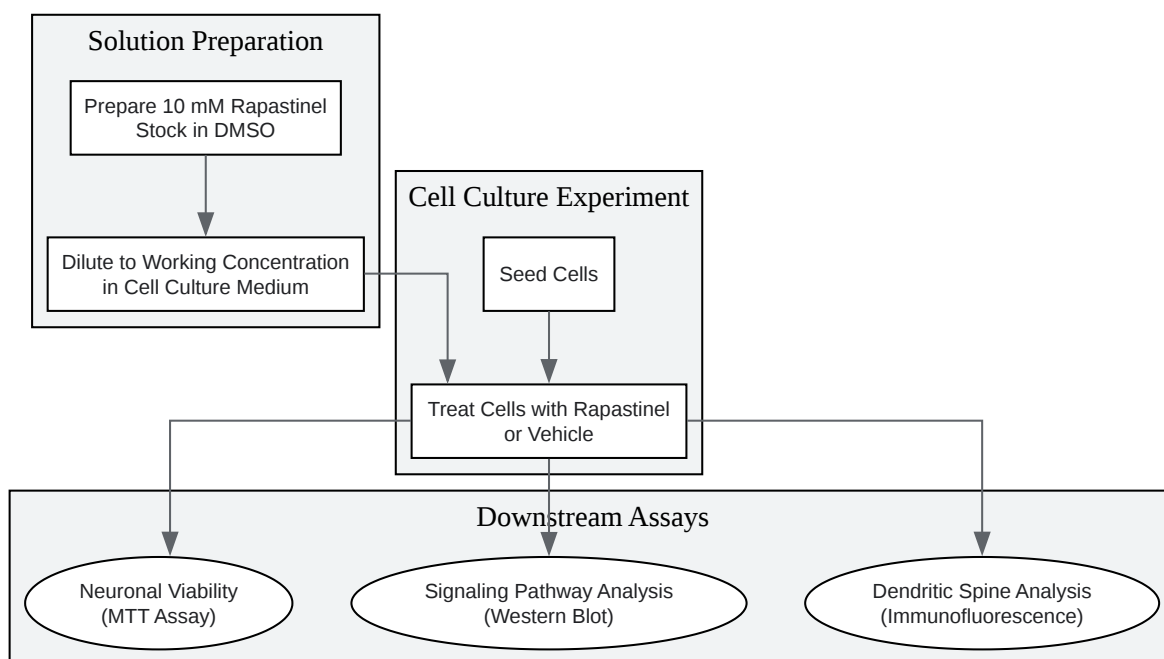 Solution Preparation
Prepare 10 mM Rapastinel
Stock in DMSO
Dilute to Working Concentration
in Cell Culture Medium
Cell Culture Experiment
Seed Cells
Treat Cells with Rapastinel
or Vehicle
Downstream Assays
Neuronal Viability
(MTT Assay)
Signaling Pathway Analysis
(Western Blot)
Dendritic Spine Analysis
(Immunofluorescence)